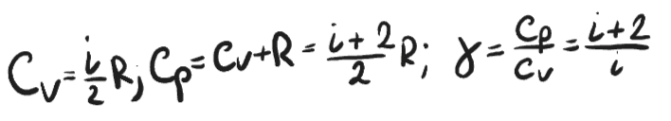 Cv = i/2 R, Cp = Cv + R = i+2/2 R; γ = Cp/Cv = i+2/i